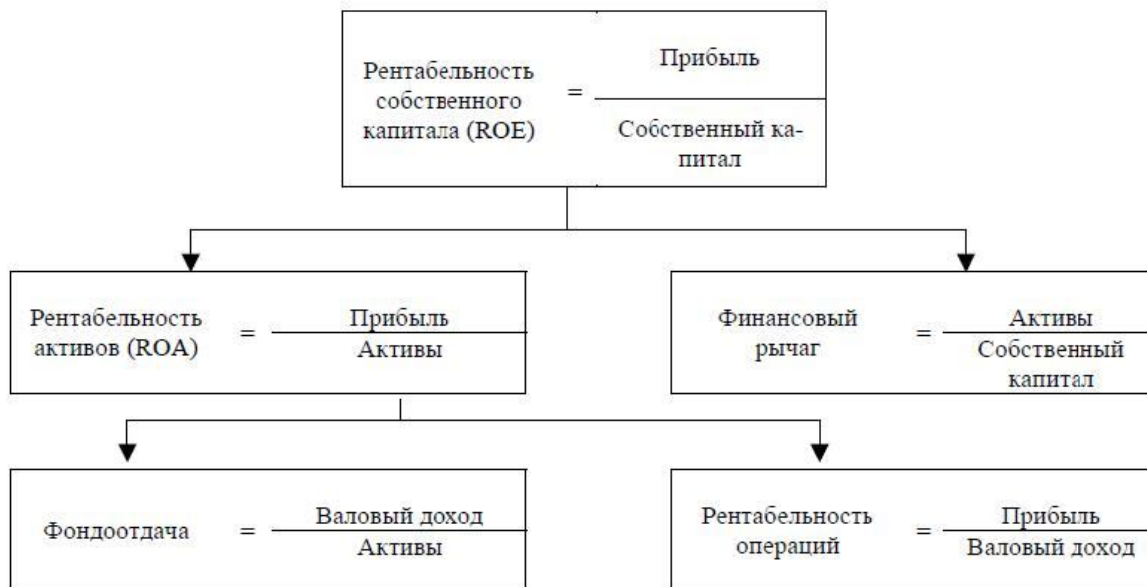 Рентабельность
собственного
капитала (ROE)
=
Прибыль
Собственный ка-
питал
Рентабельность
активов (ROA)
=
Прибыль
Активы
Финансовый
рычаг
=
Активы
Собственный
капитал
Фондоотдача
=
Валовый доход
Активы
Рентабельность
операций
=
Прибыль
Валовый доход